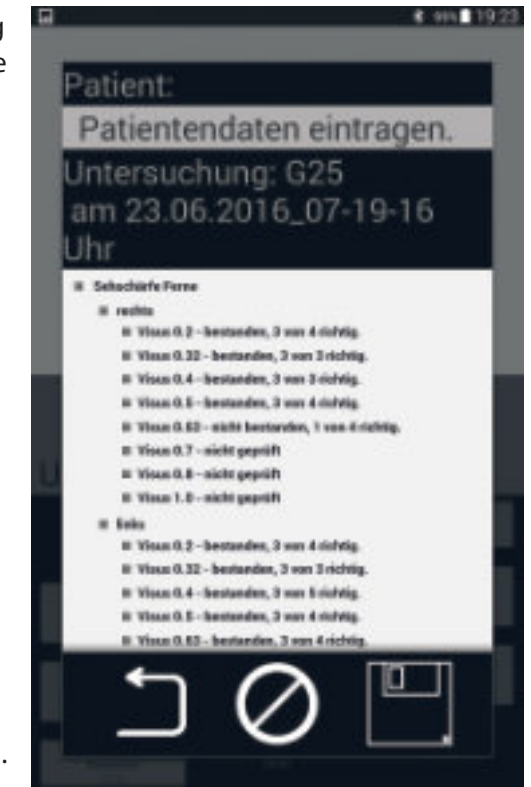 g
e
99% 19:23
Patient:
Patientendaten eintragen.
Untersuchung: G25
am 23.06.2016_07-19-16
Uhr
Sehschärfe Ferne
rechts
Visus 0.2 - bestanden, 3 von 4 richtig.
Visus 0.32 - bestanden, 3 von 3 richtig.
Visus 0.4 - bestanden, 3 von 3 richtig.
Visus 0.5 - bestanden, 3 von 4 richtig.
Visus 0.63 - nicht bestanden, 1 von 4 richtig.
Visus 0.7 - nicht geprüft
Visus 0.8 - nicht geprüft
Visus 1.0 - nicht geprüft
links
Visus 0.2 - bestanden, 3 von 4 richtig.
Visus 0.32 - bestanden, 3 von 3 richtig.
Visus 0.4 - bestanden, 3 von 5 richtig.
Visus 0.5 - bestanden, 3 von 4 richtig.
Visus 0.63 - bestanden, 3 von 4 richtig.
U
.